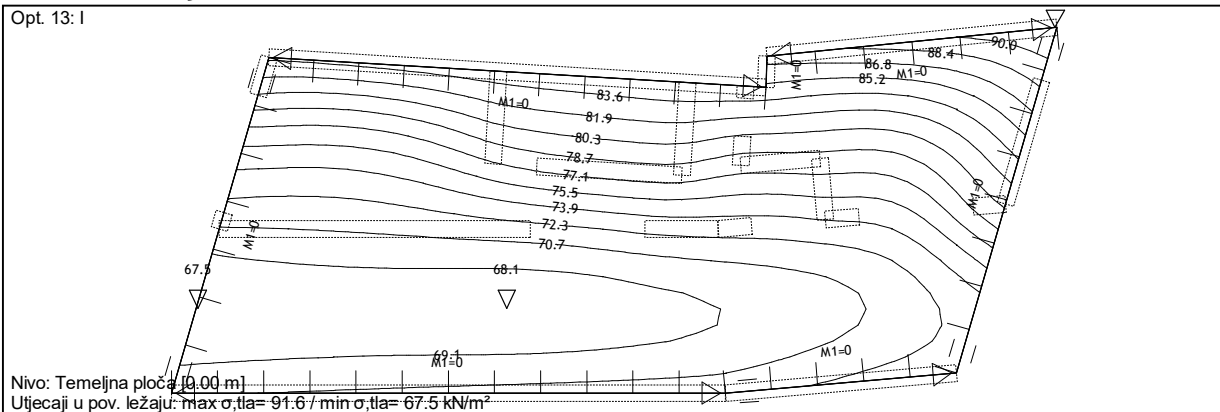 Opt. 13: I
90.0
88.4
86.8
M1=0
M1=0
85.2
83.6
M1=0
81.9
80.3
78.7
77.1
75.5
M1=0
73.9
72.3
M1=0
70.7
67.5
68.1
69.1
M1=0
M1=0
Nivo: Temeljna ploča [0.00 m]
Utjecaji u pov. ležaju: max σ,tla= 91.6 / min σ,tla= 67.5 kN/m²